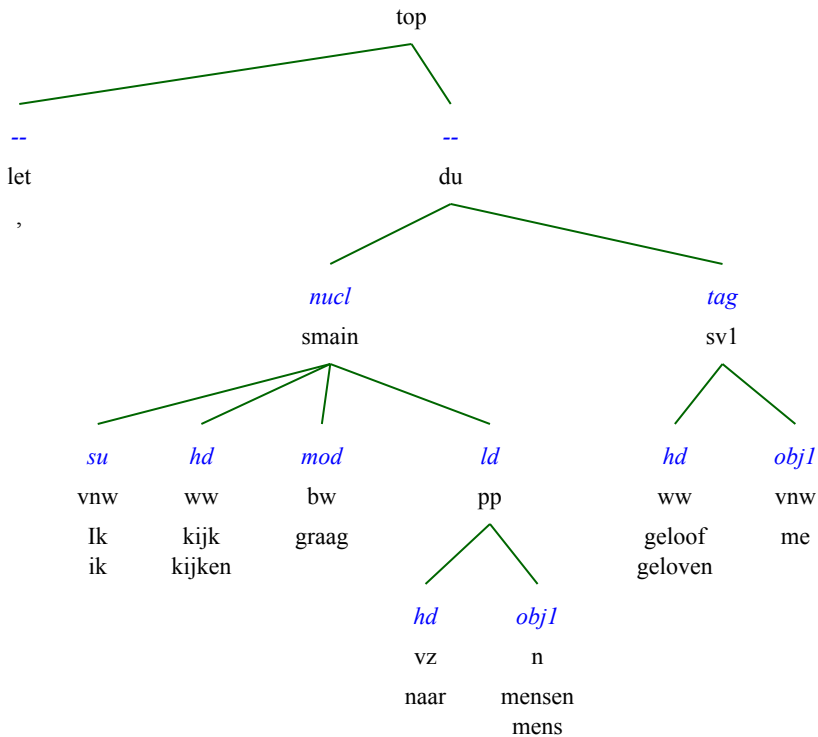 top
-- --
let du
,
nucl tag
smain sv1
su hd mod ld hd obj1
vnw ww bw pp ww vnw
Ik kijk graag geloof me
ik kijken geloven
hd obj1
vz n
naar mensen
mens